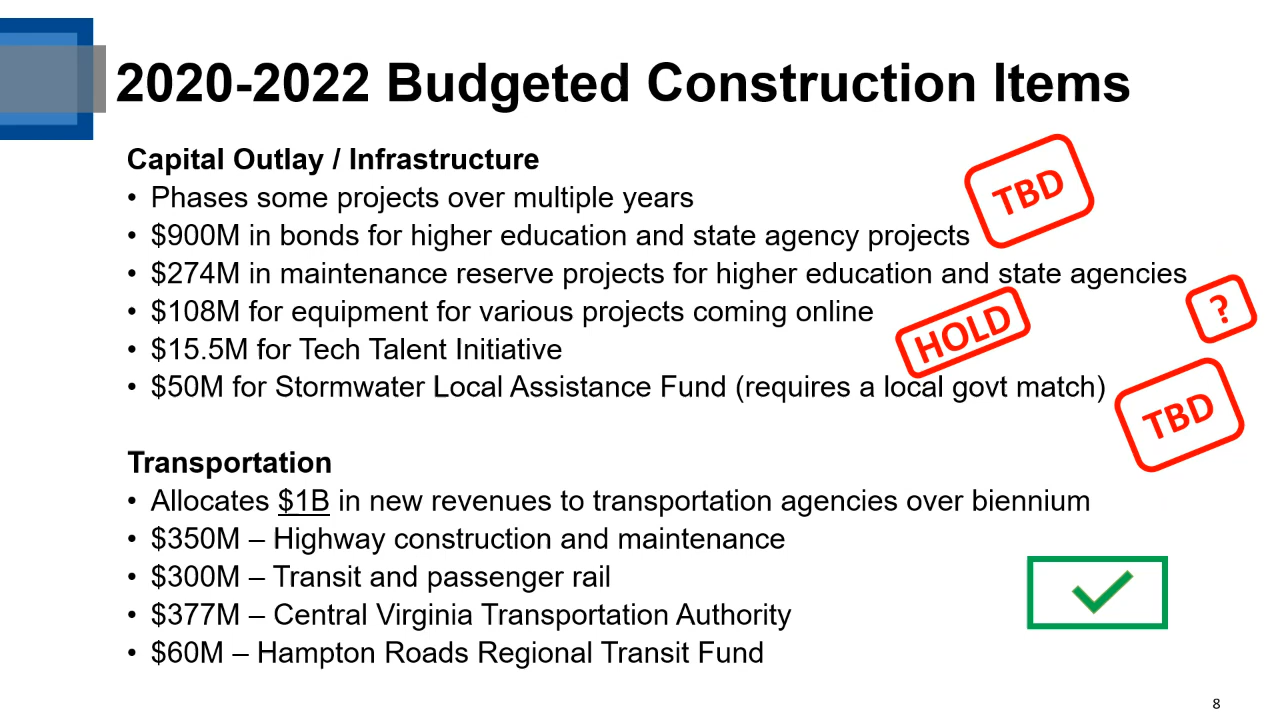 2020-2022 Budgeted Construction Items
Capital Outlay / Infrastructure
• Phases some projects over multiple years
TBD
• $900M in bonds for higher education and state agency projects
• $274M in maintenance reserve projects for higher education and state agencies
?
• $108M for equipment for various projects coming online
HOLD
• $15.5M for Tech Talent Initiative
• $50M for Stormwater Local Assistance Fund (requires a local govt match)
TBD
Transportation
• Allocates $1B in new revenues to transportation agencies over biennium
• $350M – Highway construction and maintenance
• $300M – Transit and passenger rail
• $377M – Central Virginia Transportation Authority
• $60M – Hampton Roads Regional Transit Fund
8